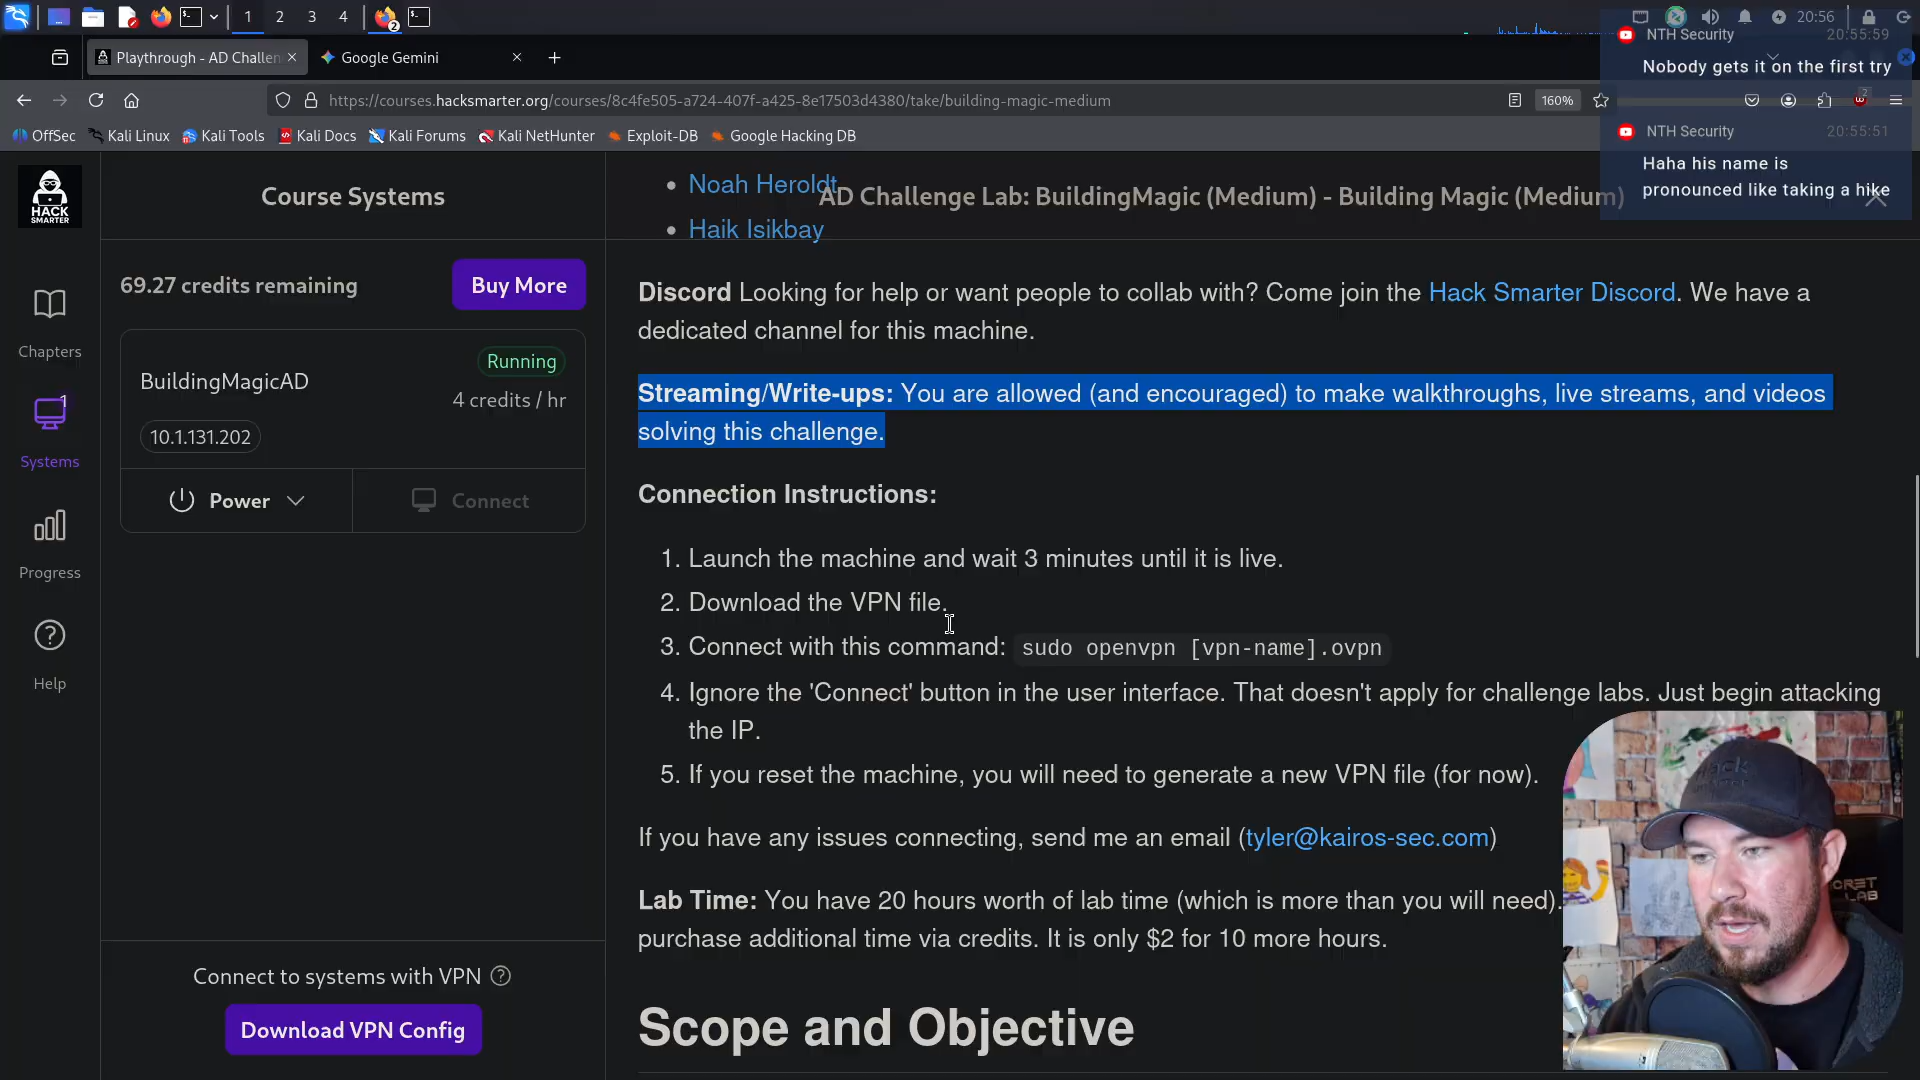 1
2
3
4
2
20:56
Playthrough - AD Challen
Google Gemini
https://courses.hacksmarter.org/courses/8c4fe505-a724-407f-a425-8e17503d4380/take/building-magic-medium
160%
2
OffSec
Kali Linux
Kali Tools
Kali Docs
Kali Forums
Kali NetHunter
Exploit-DB
Google Hacking DB
NTH Security
20:55:59
Nobody gets it on the first try
NTH Security
20:55:51
Haha his name is
pronounced like taking a hike
HACK
SMARTER
Chapters
1
Systems
Progress
Help
Course Systems
69.27 credits remaining
Buy More
BuildingMagicAD
Running
4 credits / hr
10.1.131.202
Power
Connect
Connect to systems with VPN
Download VPN Config
AD Challenge Lab: BuildingMagic (Medium) - Building Magic (Medium)
• Noah Heroldt
• Haik Isikbay
Discord Looking for help or want people to collab with? Come join the Hack Smarter Discord. We have a
dedicated channel for this machine.
Streaming/Write-ups: You are allowed (and encouraged) to make walkthroughs, live streams, and videos
solving this challenge.
Connection Instructions:
1. Launch the machine and wait 3 minutes until it is live.
2. Download the VPN file.
3. Connect with this command: sudo openvpn [vpn-name].ovpn
4. Ignore the 'Connect' button in the user interface. That doesn't apply for challenge labs. Just begin attacking
the IP.
5. If you reset the machine, you will need to generate a new VPN file (for now).
If you have any issues connecting, send me an email (tyler@kairos-sec.com)
Lab Time: You have 20 hours worth of lab time (which is more than you will need).
purchase additional time via credits. It is only $2 for 10 more hours.
Scope and Objective